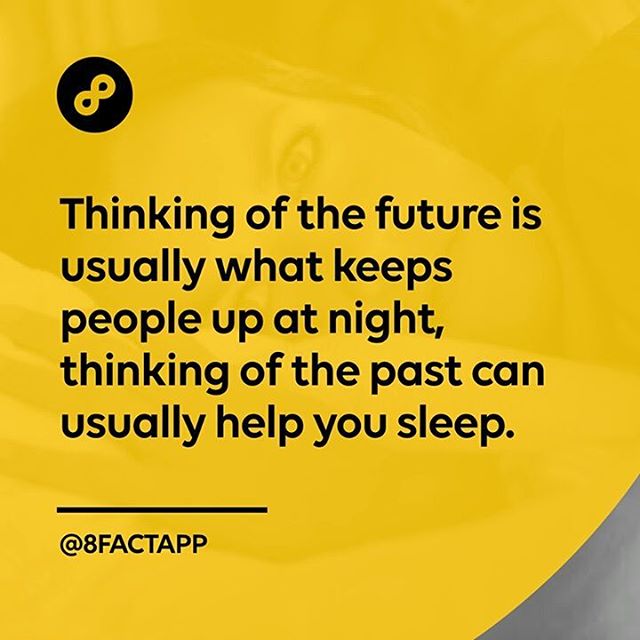 Thinking of the future is
usually what keeps
people up at night,
thinking of the past can
usually help you sleep.
@8FACTAPP